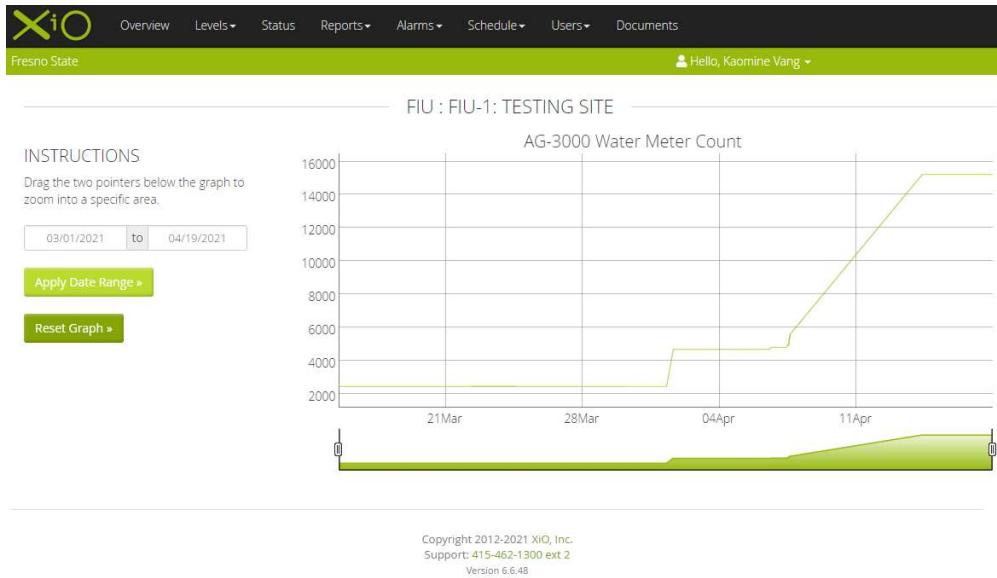 XiO Overview Levels Status Reports Alarms Schedule Users Documents
Fresno State Hello, Kaomine Vang
FIU : FIU-1: TESTING SITE
INSTRUCTIONS
Drag the two pointers below the graph to
zoom into a specific area.
03/01/2021 to 04/19/2021
Apply Date Range »
Reset Graph »
AG-3000 Water Meter Count
16000
14000
12000
10000
8000
6000
4000
2000
21Mar 28Mar 04Apr 11Apr
Copyright 2012-2021 XiO, Inc.
Support: 415-462-1300 ext 2
Version 6.6.48